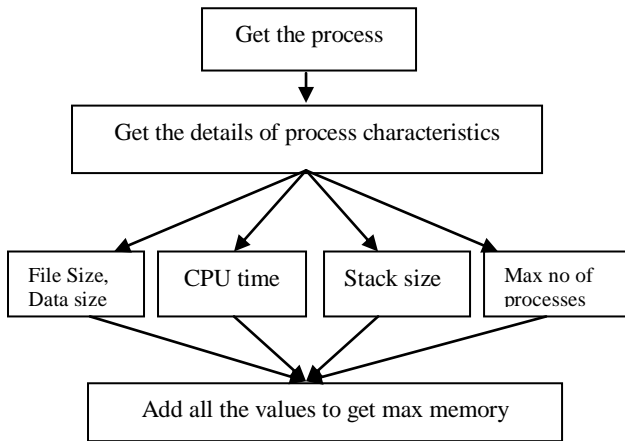 Get the process
Get the details of process characteristics
File Size,
Data size
CPU time
Stack size
Max no of
processes
Add all the values to get max memory